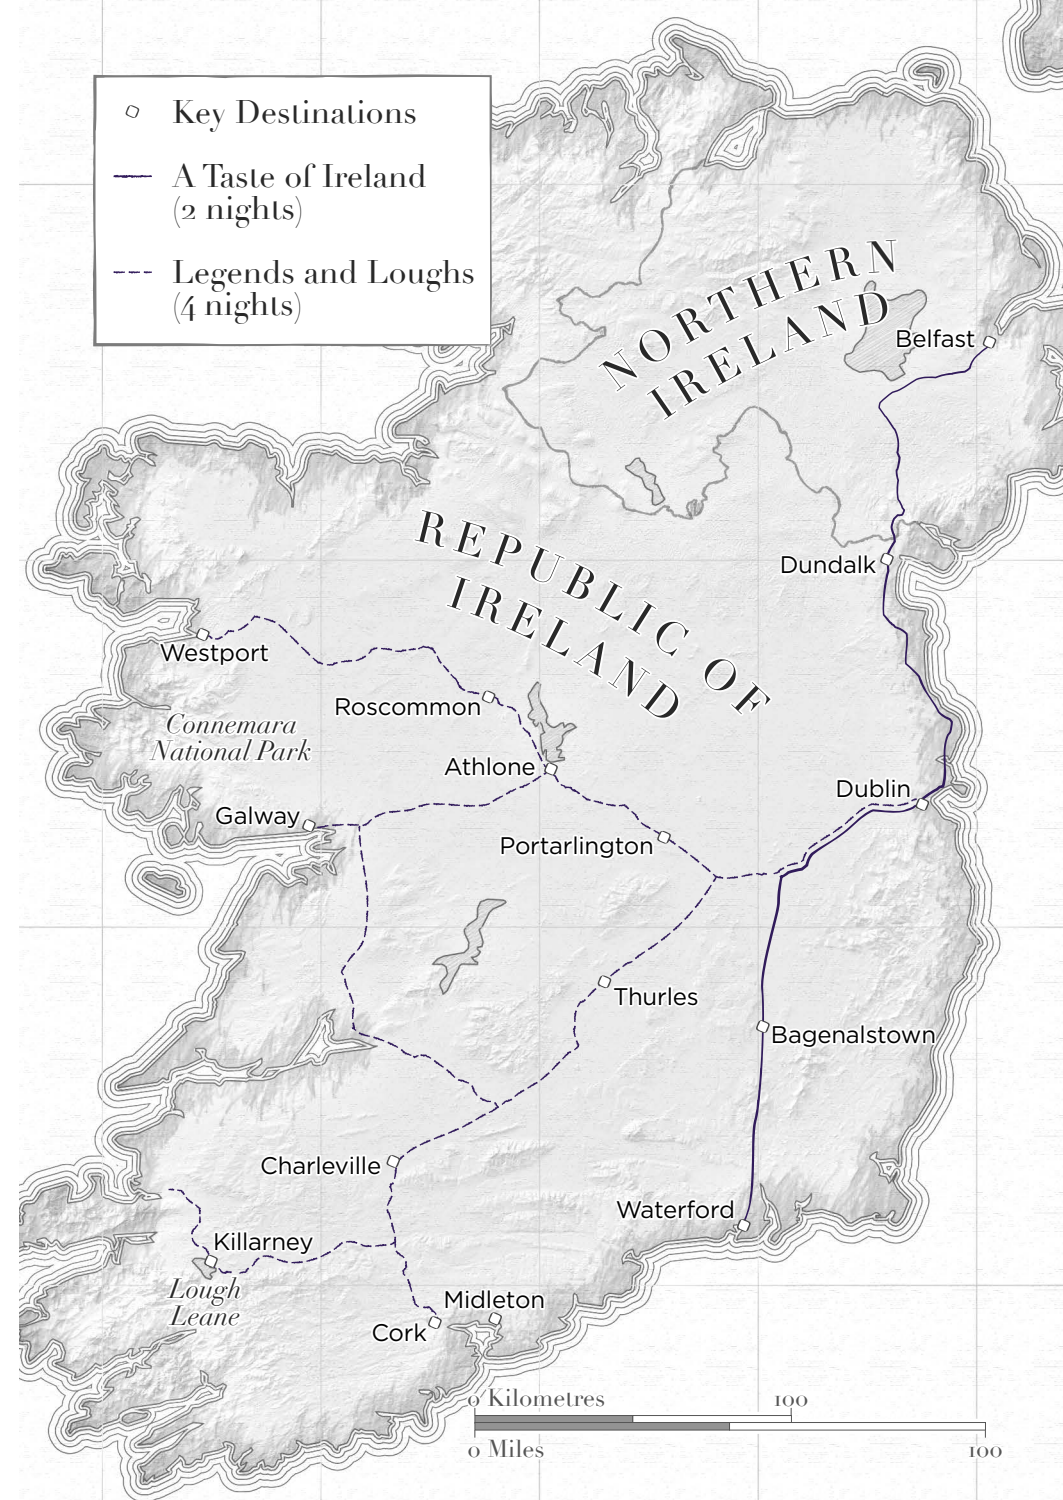 Key Destinations
A Taste of Ireland
(2 nights)
Legends and Loughs
(4 nights)
NORTHERN
IRELAND
Belfast
REPUBLIC OF
IRELAND
Dundalk
Westport
Roscommon
Connemara
National Park
Athlone
Dublin
Galway
Portarlington
Thurles
Bagenalstown
Charleville
Waterford
Killarney
Lough
Leane
Midleton
Cork
0 Kilometres 100
0 Miles 100